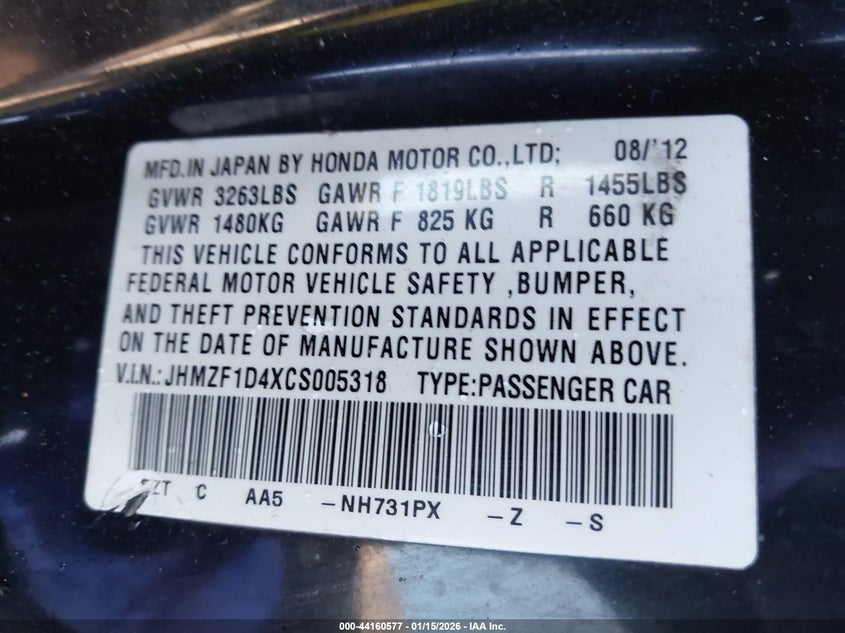 MFD.IN JAPAN BY HONDA MOTOR CO.,LTD; 08/'12
GVWR 3263LBS GAWR F 1819LBS R 1455LBS
GVWR 1480KG GAWR F 825 KG R 660 KG
THIS VEHICLE CONFORMS TO ALL APPLICABLE
FEDERAL MOTOR VEHICLE SAFETY ,BUMPER,
AND THEFT PREVENTION STANDARDS IN EFFECT
ON THE DATE OF MANUFACTURE SHOWN ABOVE.
V.I.N.: JHMZF1D4XCS005318 TYPE:PASSENGER CAR
SZT C AA5 -NH731PX -Z -S
000-44160577 - 01/15/2026 - IAA Inc.